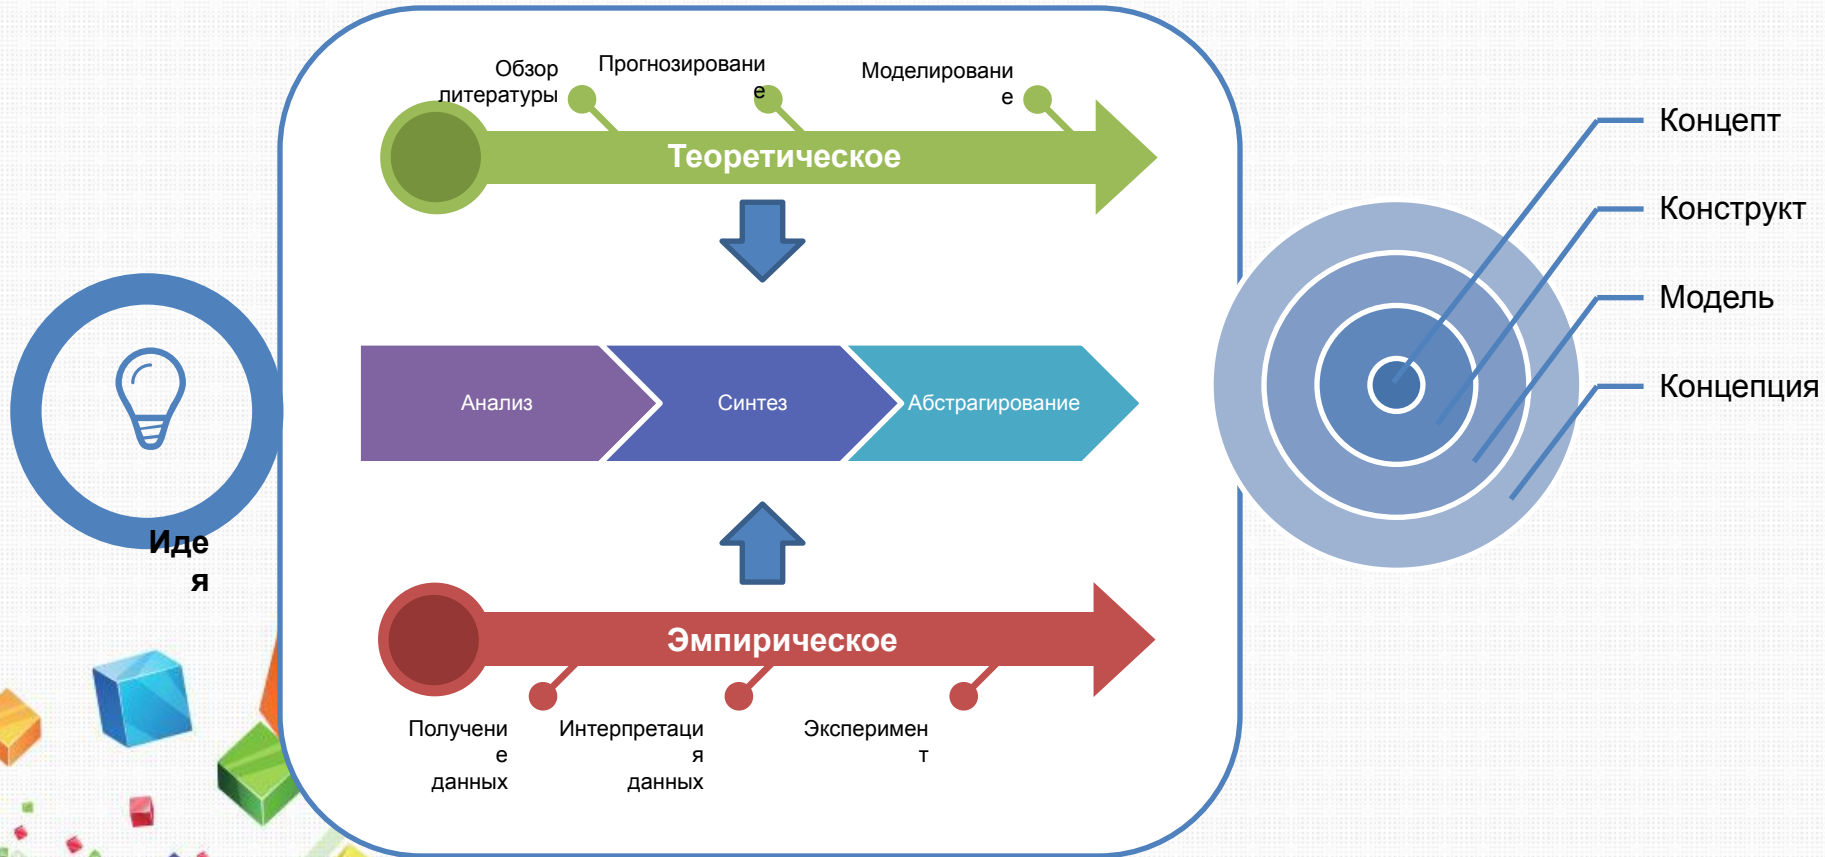 Обзор
литературы
Прогнозировани
е
Моделировани
е
Теоретическое
Концепт
Конструкт
Модель
Концепция
Анализ
Синтез
Абстрагирование
Иде
я
Эмпирическое
Получени
е
данных
Интерпретаци
я
данных
Эксперимен
т